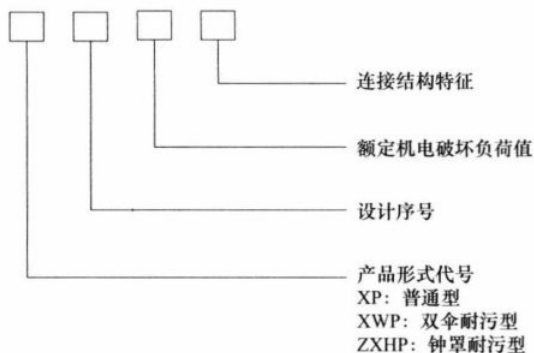 连接结构特征
额定机电破坏负荷值
设计序号
产品形式代号
XP：普通型
XWP：双伞耐污型
ZXHP：钟罩耐污型